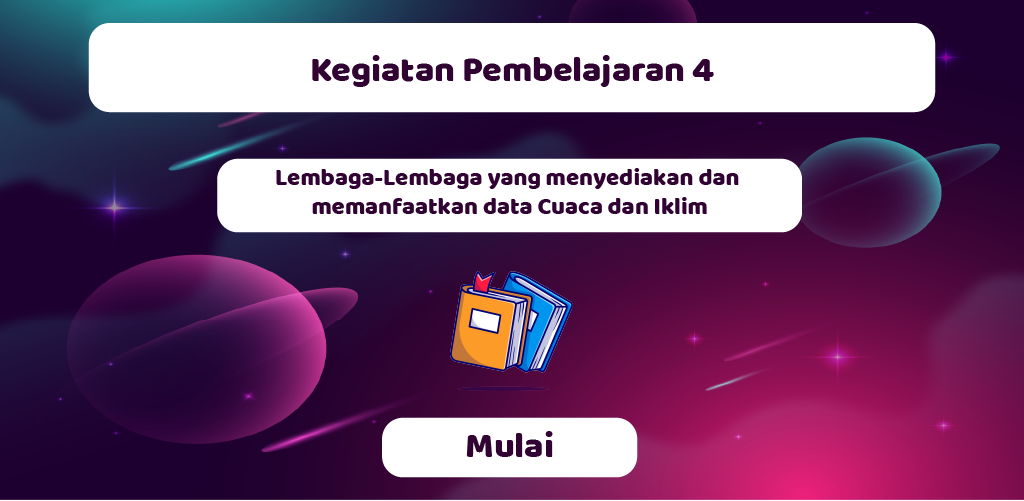 Kegiatan Pembelajaran 4
Lembaga-Lembaga yang menyediakan dan
memanfaatkan data Cuaca dan Iklim
Mulai